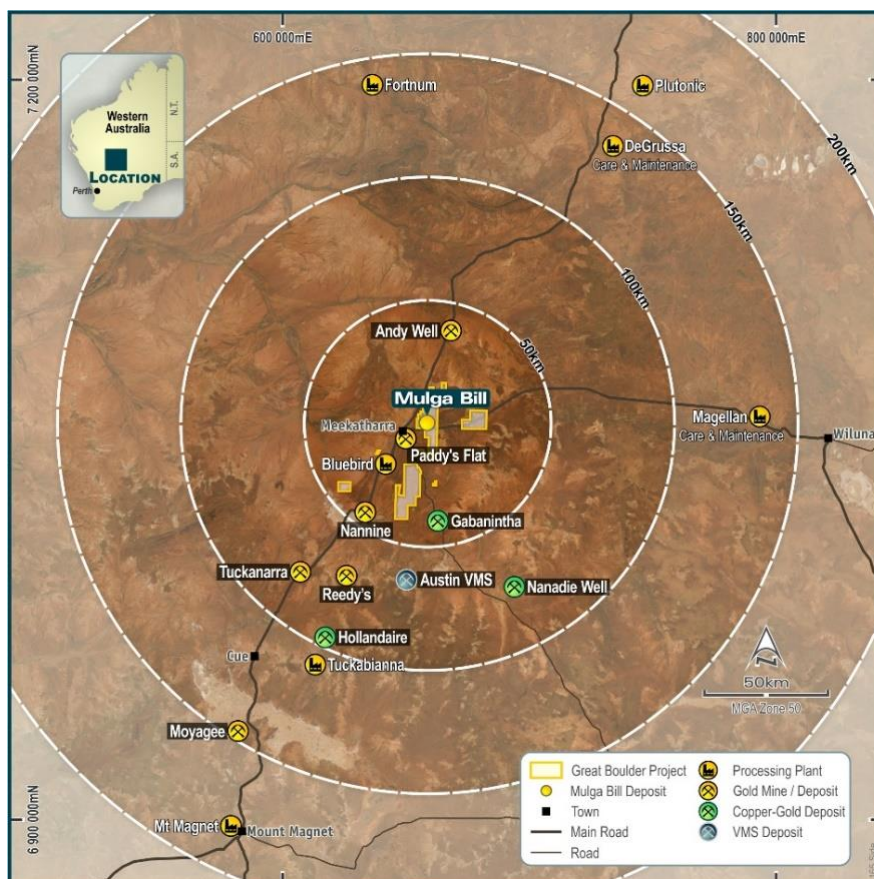 600 000mE
800 000mE
7 200 000mN
Western
Australia
N.T.
S.A.
LOCATION
Perth
Fortnum
Plutonic
DeGrussa
Care & Maintenance
200km
150km
100km
50km
Andy Well
Mulga Bill
Meekatharra
Paddy's Flat
Bluebird
Magellan
Care & Maintenance
Wiluna
Nannine
Gabanintha
Tuckanarra
Reedy's
Austin VMS
Nanadie Well
Hollandaire
Cue
Tuckabianna
N
50km
MGA Zone 50
Moyagee
6 900 000mN
Mt Magnet
Mount Magnet
Great Boulder Project
Mulga Bill Deposit
Town
Main Road
Road
Processing Plant
Gold Mine / Deposit
Copper-Gold Deposit
VMS Deposit